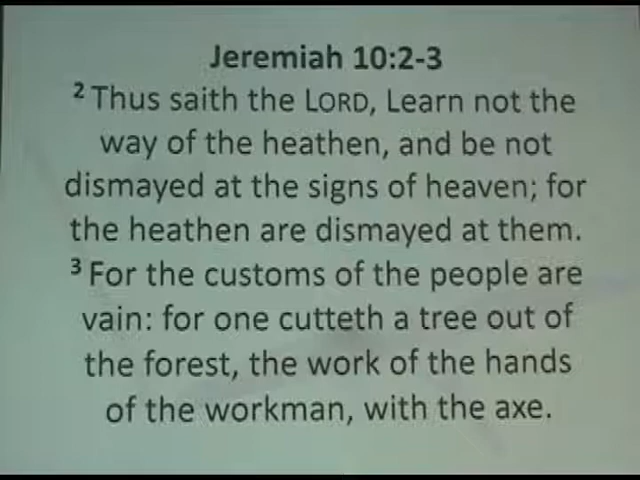 Jeremiah 10:2-3
² Thus saith the LORD, Learn not the
way of the heathen, and be not
dismayed at the signs of heaven; for
the heathen are dismayed at them.
³ For the customs of the people are
vain: for one cutteth a tree out of
the forest, the work of the hands
of the workman, with the axe.